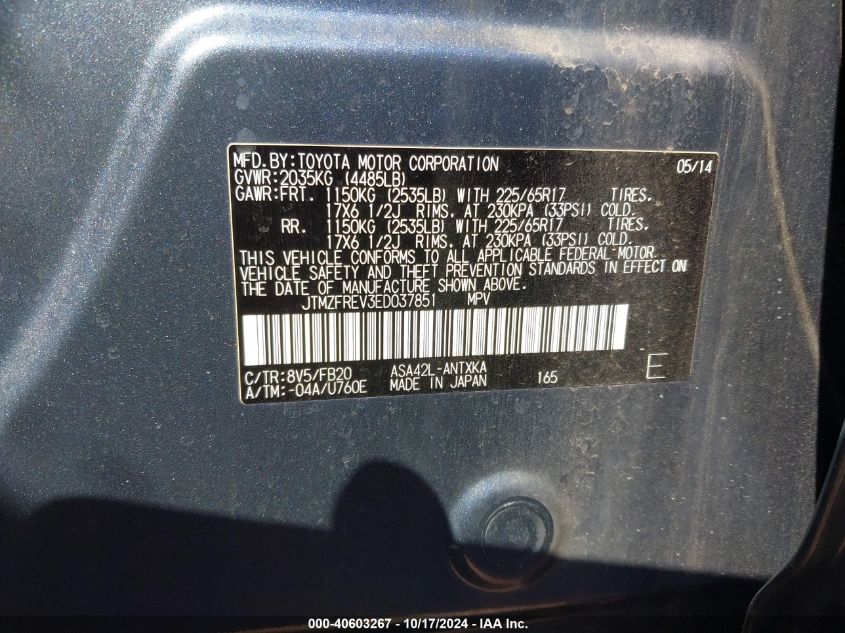 MFD.BY:TOYOTA MOTOR CORPORATION 05/14
GVWR:2035KG (4485LB)
GAWR:FRT. 1150KG (2535LB) WITH 225/65R17 TIRES.
17X6 1/2J RIMS. AT 230KPA (33PSI) COLD.
RR. 1150KG (2535LB) WITH 225/65R17 TIRES.
17X6 1/2J RIMS. AT 230KPA (33PSI) COLD.
THIS VEHICLE CONFORMS TO ALL APPLICABLE FEDERAL MOTOR
VEHICLE SAFETY AND THEFT PREVENTION STANDARDS IN EFFECT ON
THE DATE OF MANUFACTURE SHOWN ABOVE.
JTMZFREV3ED037851 MPV
C/TR:8V5/FB20 ASA42L-ANTXKA
A/TM:-04A/U760E MADE IN JAPAN 165 E
000-40603267 - 10/17/2024 - IAA Inc.